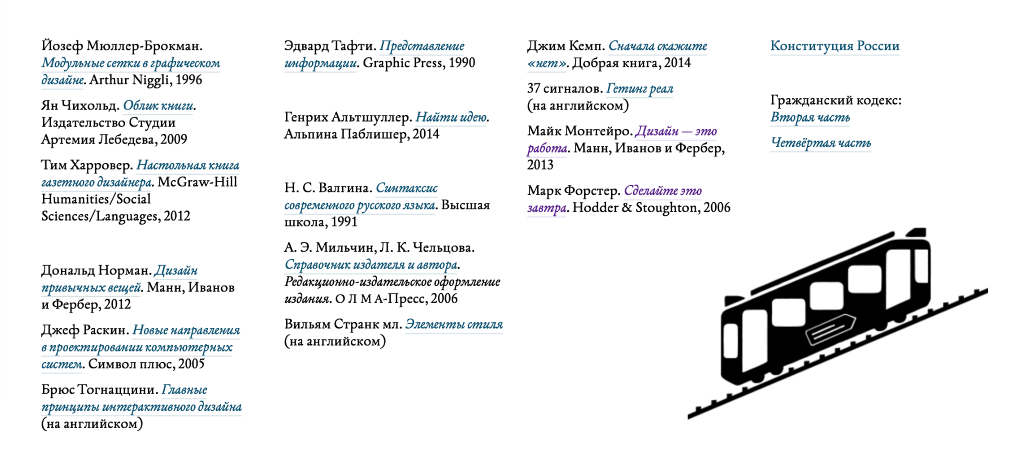 Йозеф Мюллер-Брокман.
Модульные сетки в графическом
дизайне. Arthur Niggli, 1996
Ян Чихольд. Облик книги.
Издательство Студии
Артемия Лебедева, 2009
Тим Харровер. Настольная книга
газетного дизайнера. McGraw-Hill
Humanities/Social
Sciences/Languages, 2012
Дональд Норман. Дизайн
привычных вещей. Манн, Иванов
и Фербер, 2012
Джеф Раскин. Новые направления
в проектировании компьютерных
систем. Символ плюс, 2005
Брюс Тогнаццини. Главные
принципы интерактивного дизайна
(на английском)
Эдвард Тафти. Представление
информации. Graphic Press, 1990
Генрих Альтшуллер. Найти идею.
Альпина Паблишер, 2014
Н. С. Валгина. Синтаксис
современного русского языка. Высшая
школа, 1991
А. Э. Мильчин, Л. К. Чельцова.
Справочник издателя и автора.
Редакционно-издательское оформление
издания. О Л М А-Пресс, 2006
Вильям Странк мл. Элементы стиля
(на английском)
Джим Кемп. Сначала скажите
«нет». Добрая книга, 2014
37 сигналов. Гетинг реал
(на английском)
Майк Монтейро. Дизайн — это
работа. Манн, Иванов и Фербер,
2013
Марк Форстер. Сделайте это
завтра. Hodder & Stoughton, 2006
Конституция России
Гражданский кодекс:
Вторая часть
Четвёртая часть